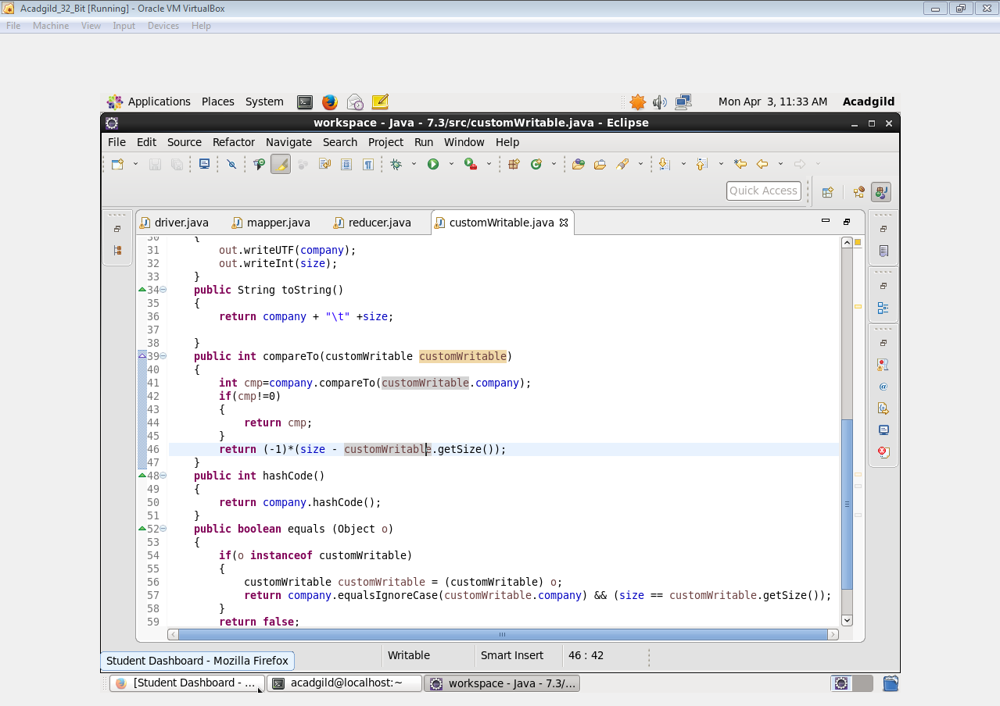 Acadgild_32_Bit [Running] - Oracle VM VirtualBox
File Machine View Input Devices Help
Applications Places System Mon Apr 3, 11:33 AM Acadgild
workspace - Java - 7.3/src/customWritable.java - Eclipse
File Edit Source Refactor Navigate Search Project Run Window Help
Quick Access
driver.java mapper.java reducer.java customWritable.java
30 {
31 out.writeUTF(company);
32 out.writeInt(size);
33 }
34 public String toString()
35 {
36 return company + "\t" +size;
37
38 }
39 public int compareTo(customWritable customWritable)
40 {
41 int cmp=company.compareTo(customWritable.company);
42 if(cmp!=0)
43 {
44 return cmp;
45 }
46 return (-1)*(size - customWritable.getSize());
47 }
48 public int hashCode()
49 {
50 return company.hashCode();
51 }
52 public boolean equals (Object o)
53 {
54 if(o instanceof customWritable)
55 {
56 customWritable customWritable = (customWritable) o;
57 return company.equalsIgnoreCase(customWritable.company) && (size == customWritable.getSize());
58 }
59 return false;
Writable Smart Insert 46 : 42
Student Dashboard - Mozilla Firefox
[Student Dashboard - ... acadgild@localhost:~ workspace - Java - 7.3/...